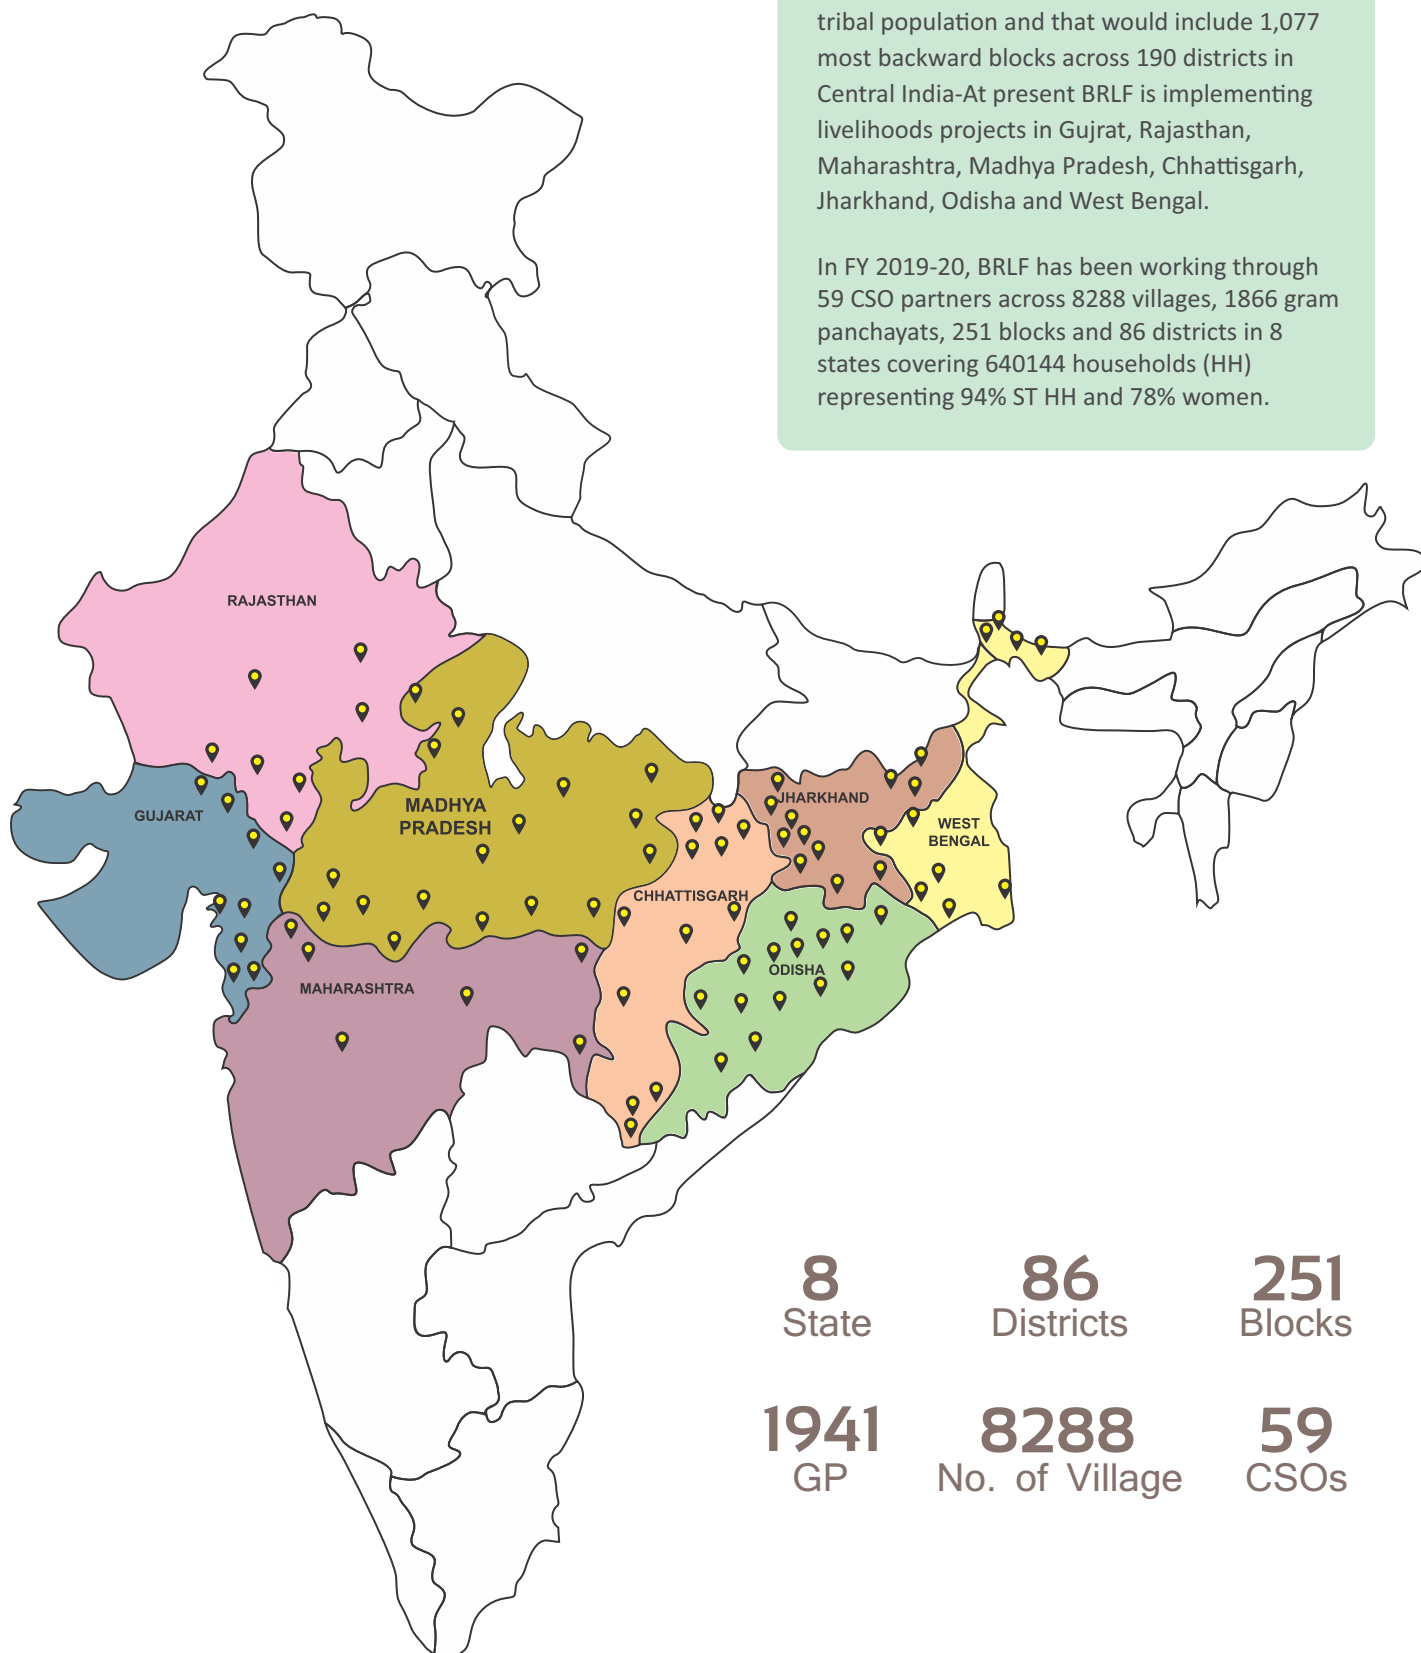 tribal population and that would include 1,077
most backward blocks across 190 districts in
Central India-At present BRLF is implementing
livelihoods projects in Gujrat, Rajasthan,
Maharashtra, Madhya Pradesh, Chhattisgarh,
Jharkhand, Odisha and West Bengal.
In FY 2019-20, BRLF has been working through
59 CSO partners across 8288 villages, 1866 gram
panchayats, 251 blocks and 86 districts in 8
states covering 640144 households (HH)
representing 94% ST HH and 78% women.
RAJASTHAN
GUJARAT
MADHYA
PRADESH
JHARKHAND
WEST
BENGAL
CHHATTISGARH
ODISHA
MAHARASHTRA
8
State
86
Districts
251
Blocks
1941
GP
8288
No. of Village
59
CSOs